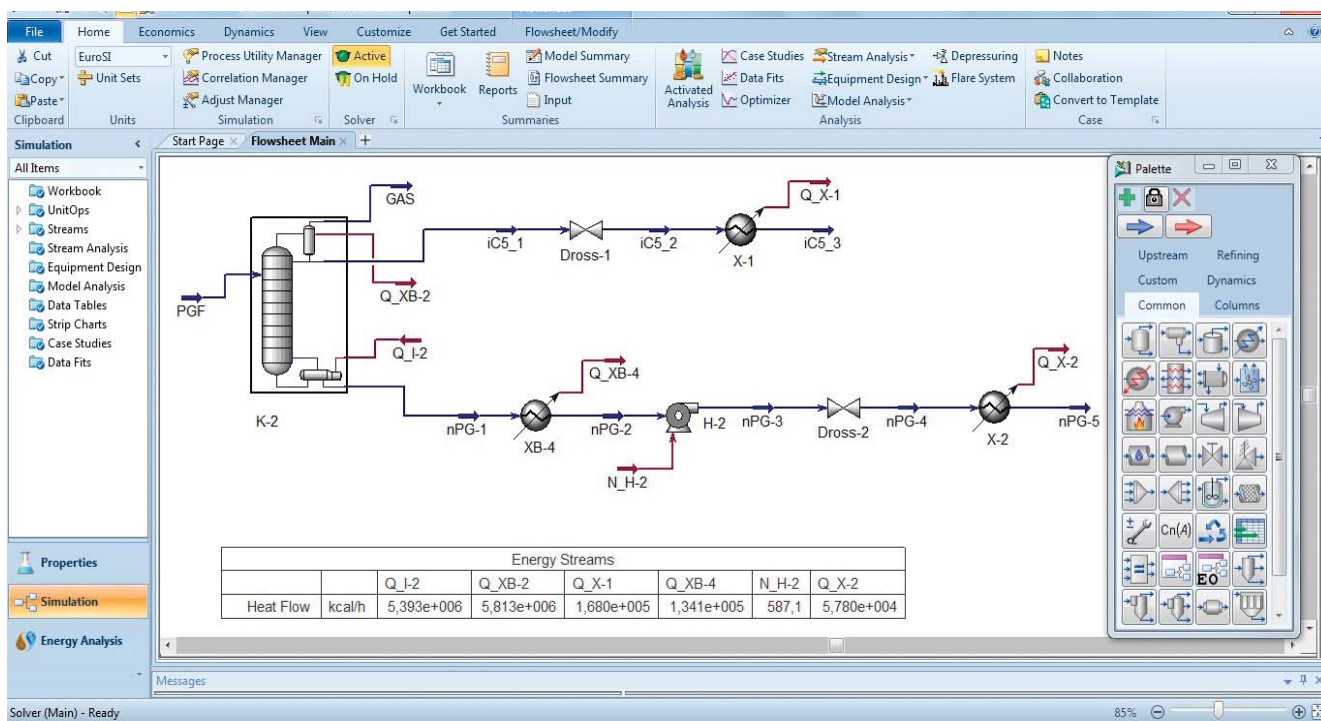 File Home Economics Dynamics View Customize Get Started Flowsheet/Modify
Cut EuroSI Process Utility Manager Active Model Summary Case Studies Stream Analysis Depressuring Notes
Copy Unit Sets Correlation Manager On Hold Workbook Reports Flowsheet Summary Activated Analysis Data Fits Equipment Design Flare System Collaboration
Paste Adjust Manager Input Optimizer Model Analysis Convert to Template
Clipboard Units Simulation Solver Summaries Analysis Case
Simulation
All Items
Workbook
UnitOps
Streams
Stream Analysis
Equipment Design
Model Analysis
Data Tables
Strip Charts
Case Studies
Data Fits
Properties
Simulation
Energy Analysis
Start Page Flowsheet Main
GAS
Q_X-1
iC5_1 iC5_2 iC5_3
Dross-1
X-1
Q_XB-2
PGF
Q_I-2
K-2
Q_XB-4
Q_X-2
nPG-1 nPG-2 H-2 nPG-3 nPG-4 nPG-5
XB-4
Dross-2
X-2
N_H-2
Energy Streams
Q_I-2 Q_XB-2 Q_X-1 Q_XB-4 N_H-2 Q_X-2
Heat Flow kcal/h 5,393e+006 5,813e+006 1,680e+005 1,341e+005 587,1 5,780e+004
Palette
Upstream Refining
Custom Dynamics
Common Columns
Cn(A)
EO
Messages
Solver (Main) - Ready
85%